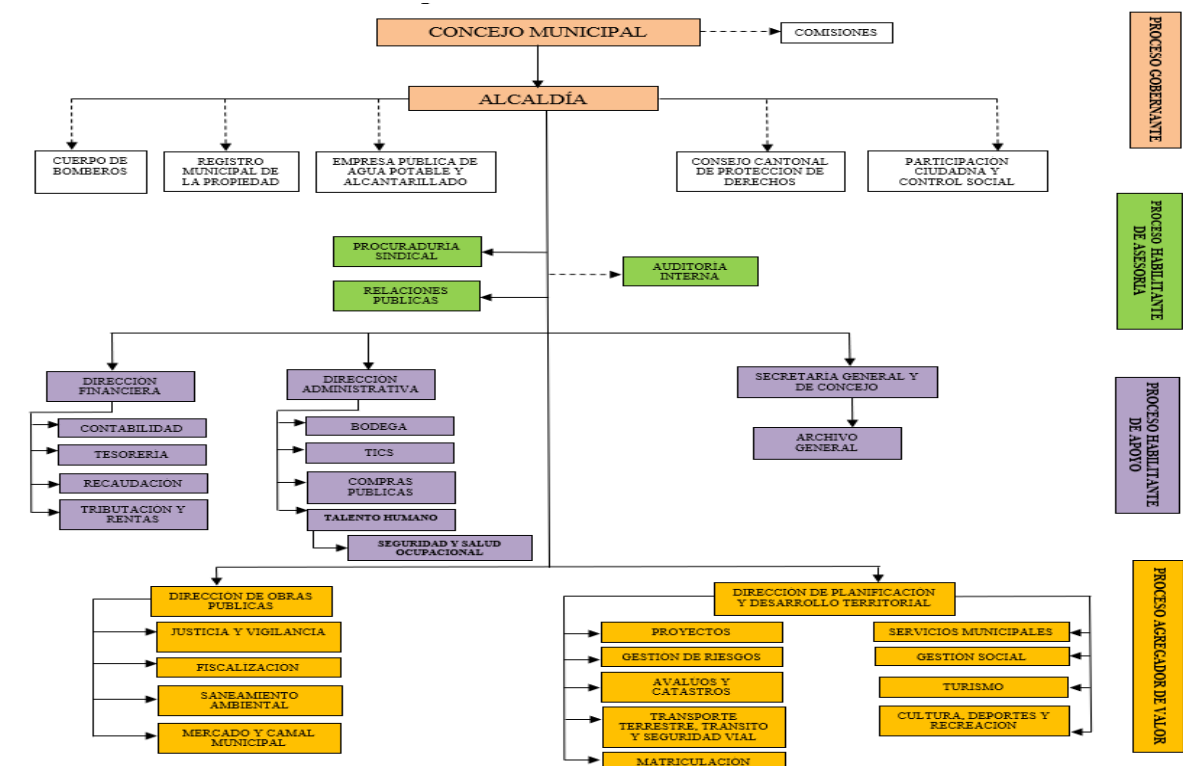 CONCEJO MUNICIPAL
COMISIONES
PROCESO GOBERNANTE
ALCALDÍA
CUERPO DE
BOMBEROS
REGISTRO
MUNICIPAL DE
LA PROPIEDAD
EMPRESA PUBLICA DE
AGUA POTABLE Y
ALCANTARILLADO
CONSEJO CANTONAL
DE PROTECCION DE
DERECHOS
PARTICIPACION
CIUDADNA Y
CONTROL SOCIAL
PROCESO HABILITANTE
DE ASESORIA
PROCURADURIA
SINDICAL
AUDITORIA
INTERNA
RELACIONES
PUBLICAS
PROCESO HABILITANTE
DE APOYO
DIRECCION
FINANCIERA
CONTABILIDAD
TESORERIA
RECAUDACION
TRIBUTACION Y
RENTAS
DIRECCION
ADMINISTRATIVA
BODEGA
TICS
COMPRAS
PUBLICAS
TALENTO HUMANO
SEGURIDAD Y SALUD
OCUPACIONAL
SECRETARIA GENERAL Y
DE CONCEJO
ARCHIVO
GENERAL
PROCESO AGREGADOR DE VALOR
DIRECCION DE OBRAS
PUBLICAS
JUSTICIA Y VIGILANCIA
FISCALIZACION
SANEAMIENTO
AMBIENTAL
MERCADO Y CAMAL
MUNICIPAL
DIRECCION DE PLANIFICACION
Y DESARROLLO TERRITORIAL
PROYECTOS
GESTION DE RIESGOS
AVALUOS Y
CATASTROS
TRANSPORTE
TERRESTRE, TRANSITO
Y SEGURIDAD VIAL
MATRICULACION
SERVICIOS MUNICIPALES
GESTION SOCIAL
TURISMO
CULTURA, DEPORTES Y
RECREACION